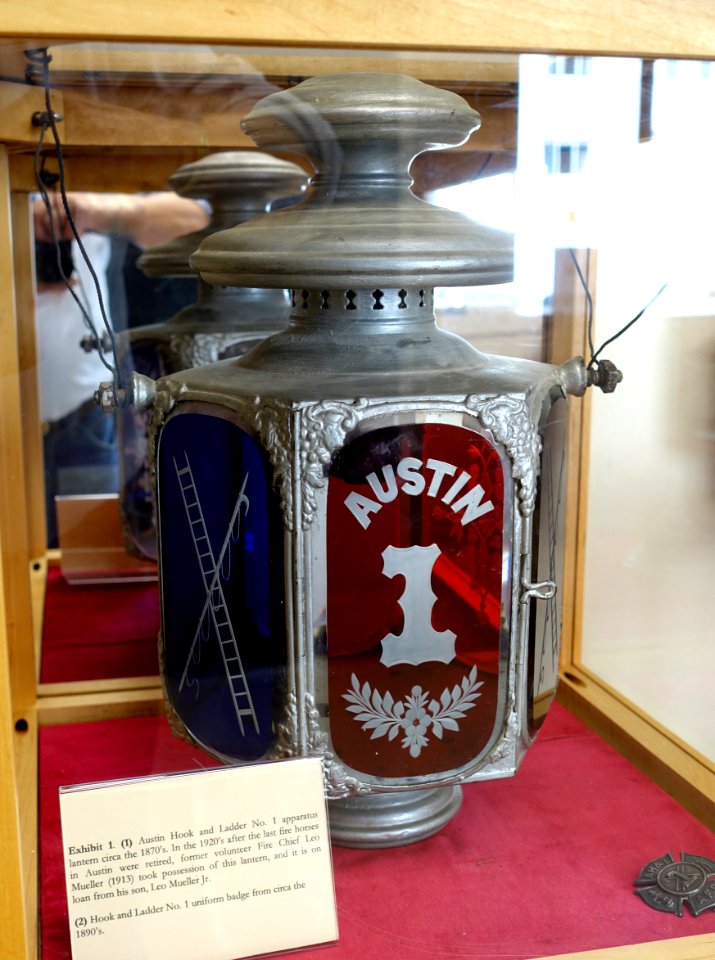 AUSTIN
1
Exhibit 1. (1) Austin Hook and Ladder No. 1 apparatus
lantern circa the 1870's. In the 1920's after the last fire horses
in Austin were retired, former volunteer Fire Chief Leo
Mueller (1913) took possession of this lantern, and it is on
loan from his son, Leo Mueller Jr.
(2) Hook and Ladder No. 1 uniform badge from circa the
1890's.